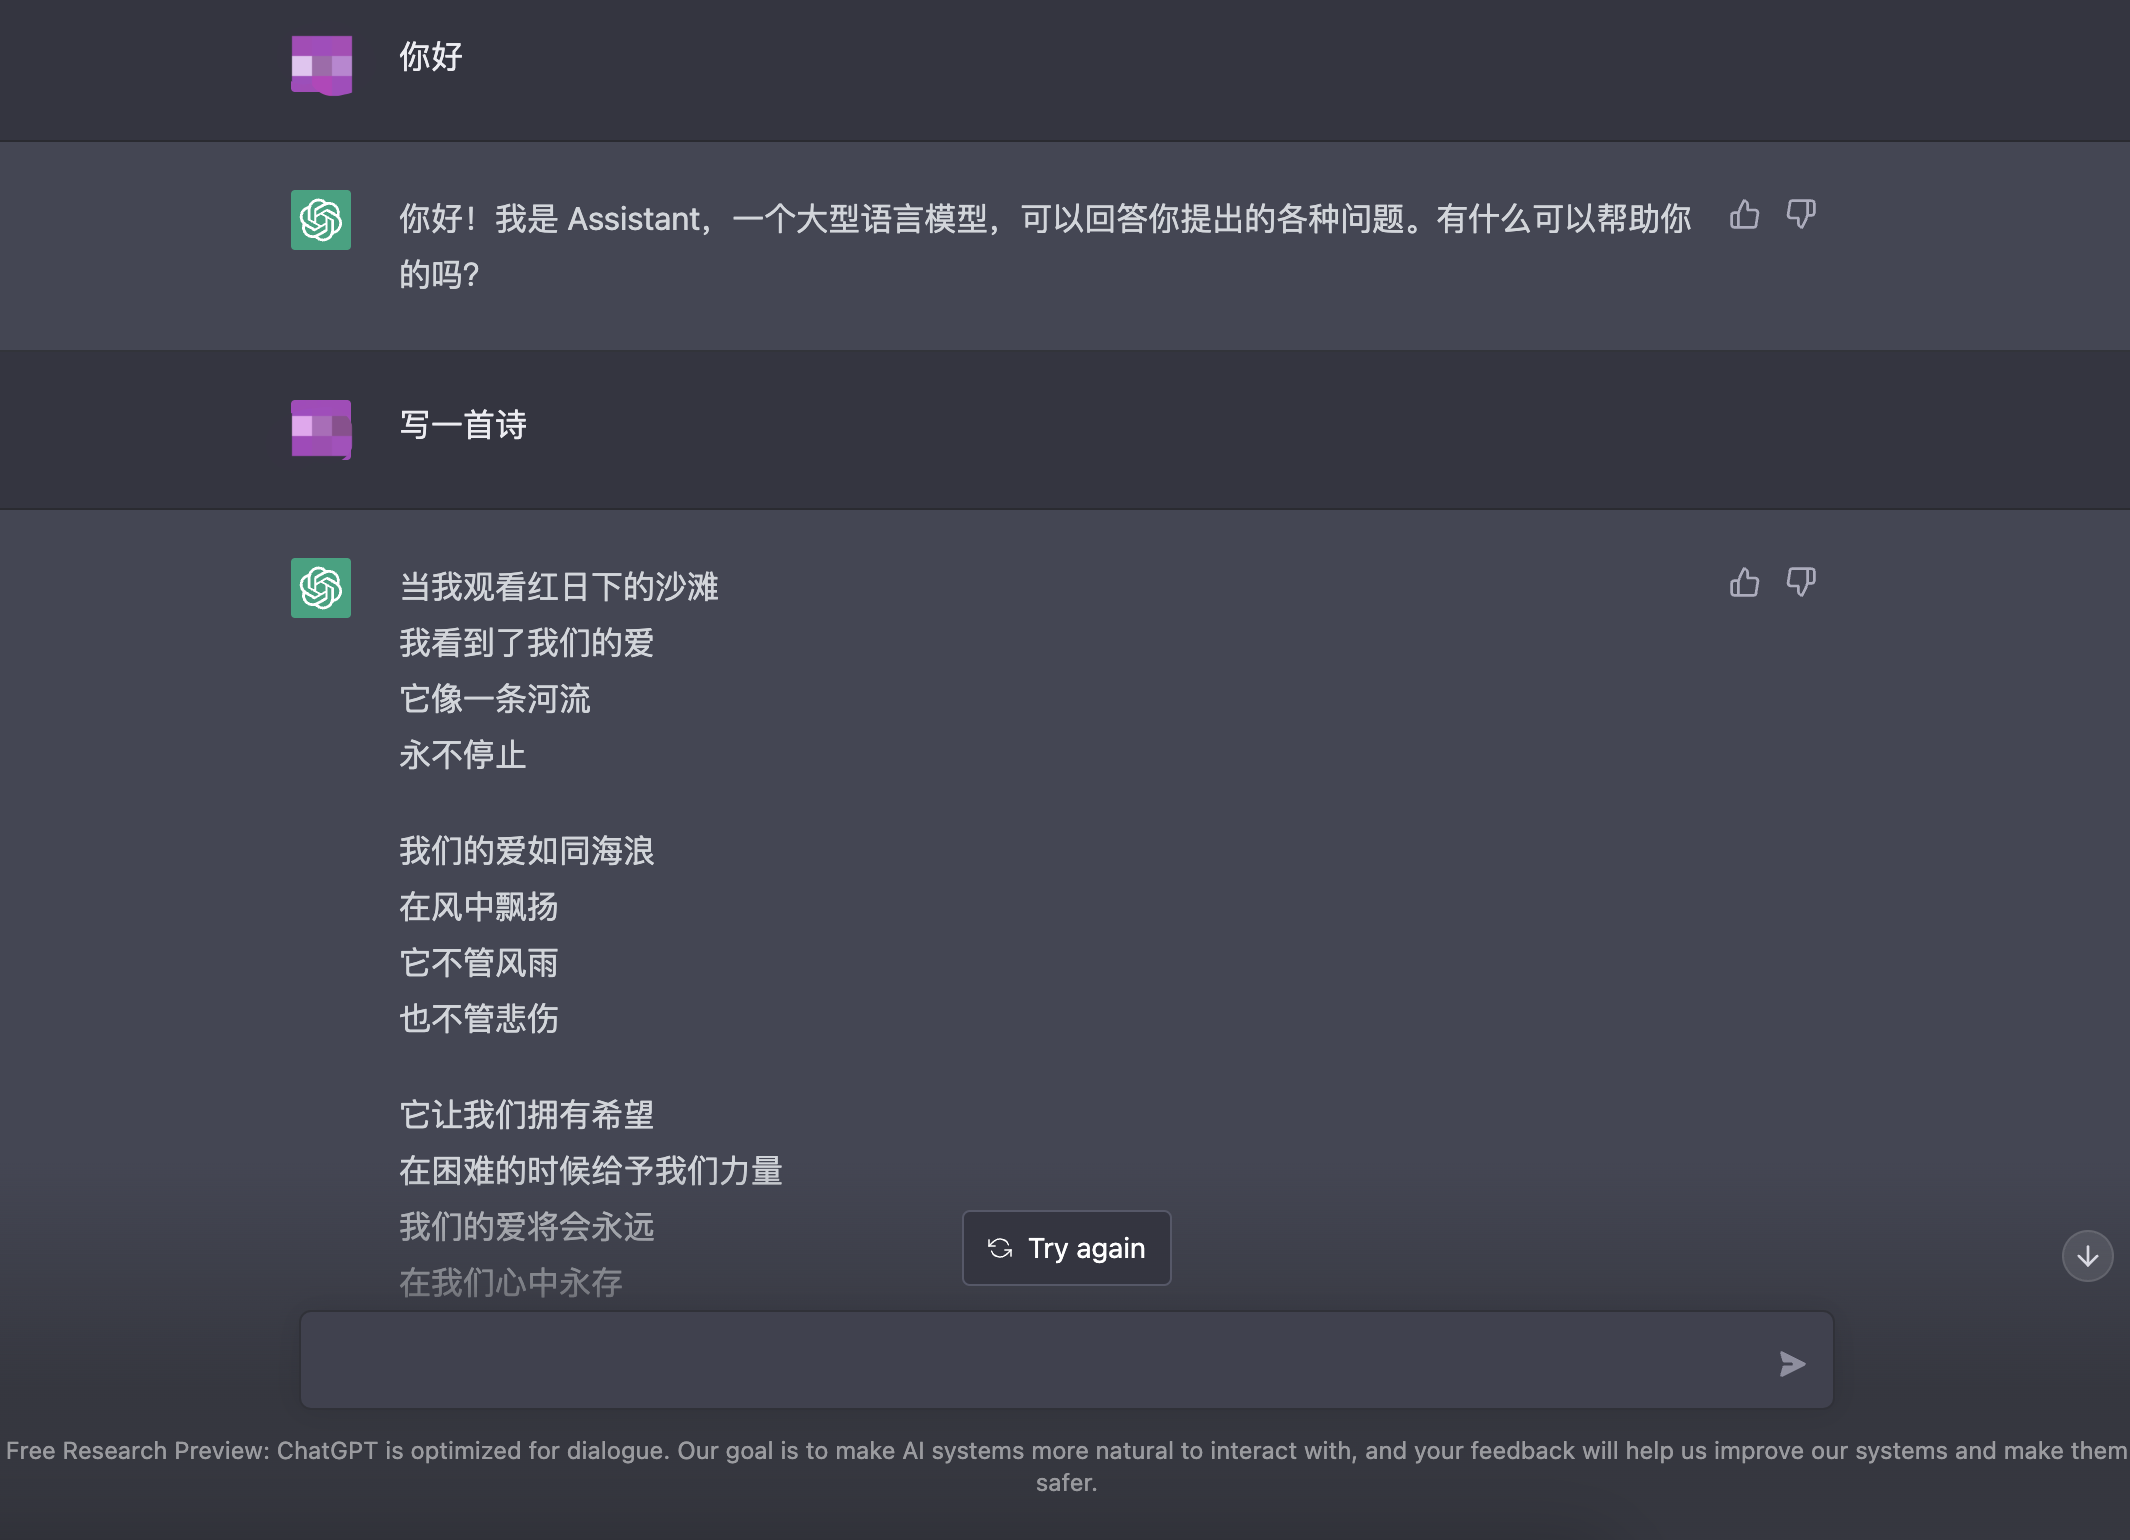 你好
你好！我是 Assistant，一个大型语言模型，可以回答你提出的各种问题。有什么可以帮助你
的吗？
写一首诗
当我观看红日下的沙滩
我看到了我们的爱
它像一条河流
永不停止
我们的爱如同海浪
在风中飘扬
它不管风雨
也不管悲伤
它让我们拥有希望
在困难的时候给予我们力量
我们的爱将会永远
在我们心中永存
Try again
Free Research Preview: ChatGPT is optimized for dialogue. Our goal is to make AI systems more natural to interact with, and your feedback will help us improve our systems and make them
safer.